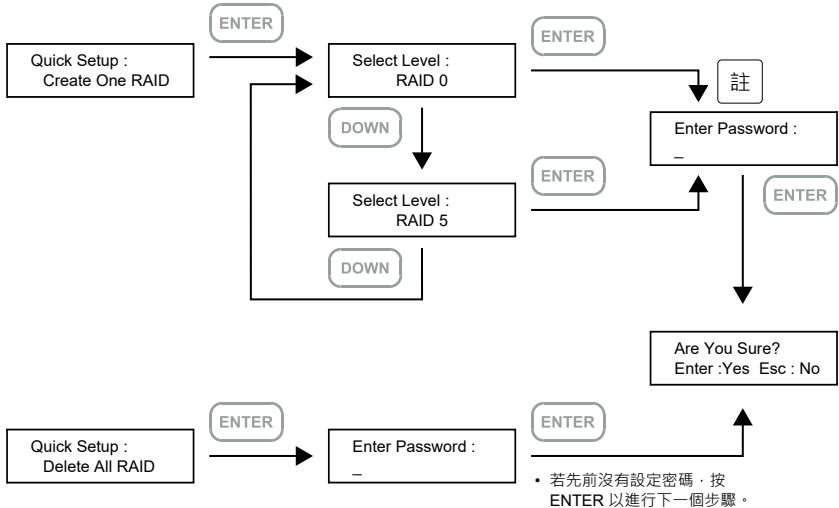 ENTER
Quick Setup :
Create One RAID
Select Level :
RAID 0
ENTER
註
DOWN
Enter Password :
_
Select Level :
RAID 5
ENTER
ENTER
DOWN
Are You Sure?
Enter :Yes Esc : No
Quick Setup :
Delete All RAID
ENTER
Enter Password :
_
ENTER
• 若先前沒有設定密碼，按
ENTER 以進行下一個步驟。